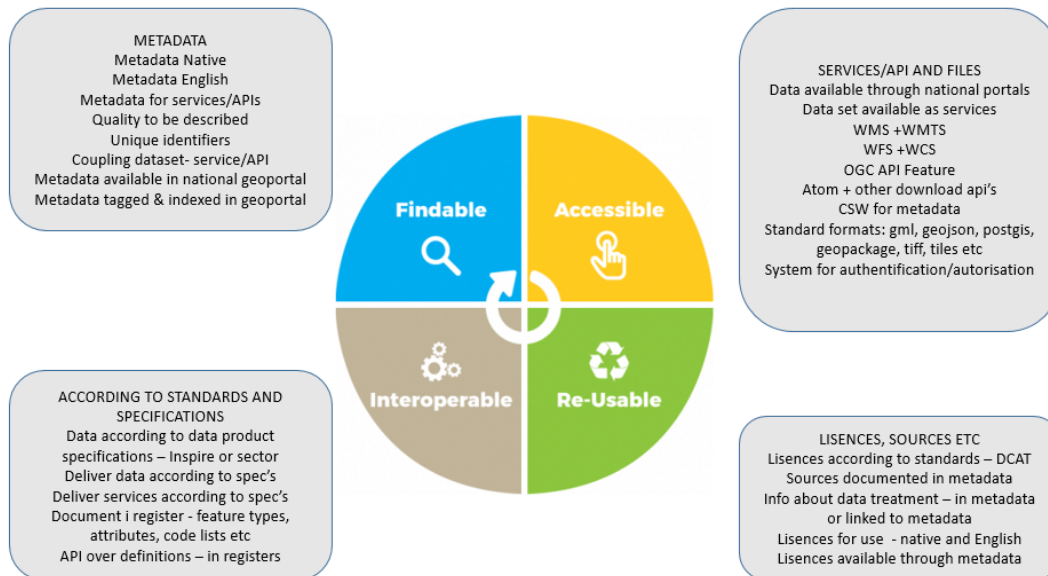 METADATA
Metadata Native
Metadata English
Metadata for services/APIs
Quality to be described
Unique identifiers
Coupling dataset- service/API
Metadata available in national geoportal
Metadata tagged & indexed in geoportal
SERVICES/API AND FILES
Data available through national portals
Data set available as services
WMS +WMTS
WFS +WCS
OGC API Feature
Atom + other download api's
CSW for metadata
Standard formats: gml, geojson, postgis,
geopackage, tiff, tiles etc
System for authentification/autorisation
Findable
Accessible
Interoperable
Re-Usable
ACCORDING TO STANDARDS AND
SPECIFICATIONS
Data according to data product
specifications – Inspire or sector
Deliver data according to spec's
Deliver services according to spec's
Document i register - feature types,
attributes, code lists etc
API over definitions – in registers
LISENCES, SOURCES ETC
Lisences according to standards – DCAT
Sources documented in metadata
Info about data treatment – in metadata
or linked to metadata
Lisences for use  - native and English
Lisences available through metadata